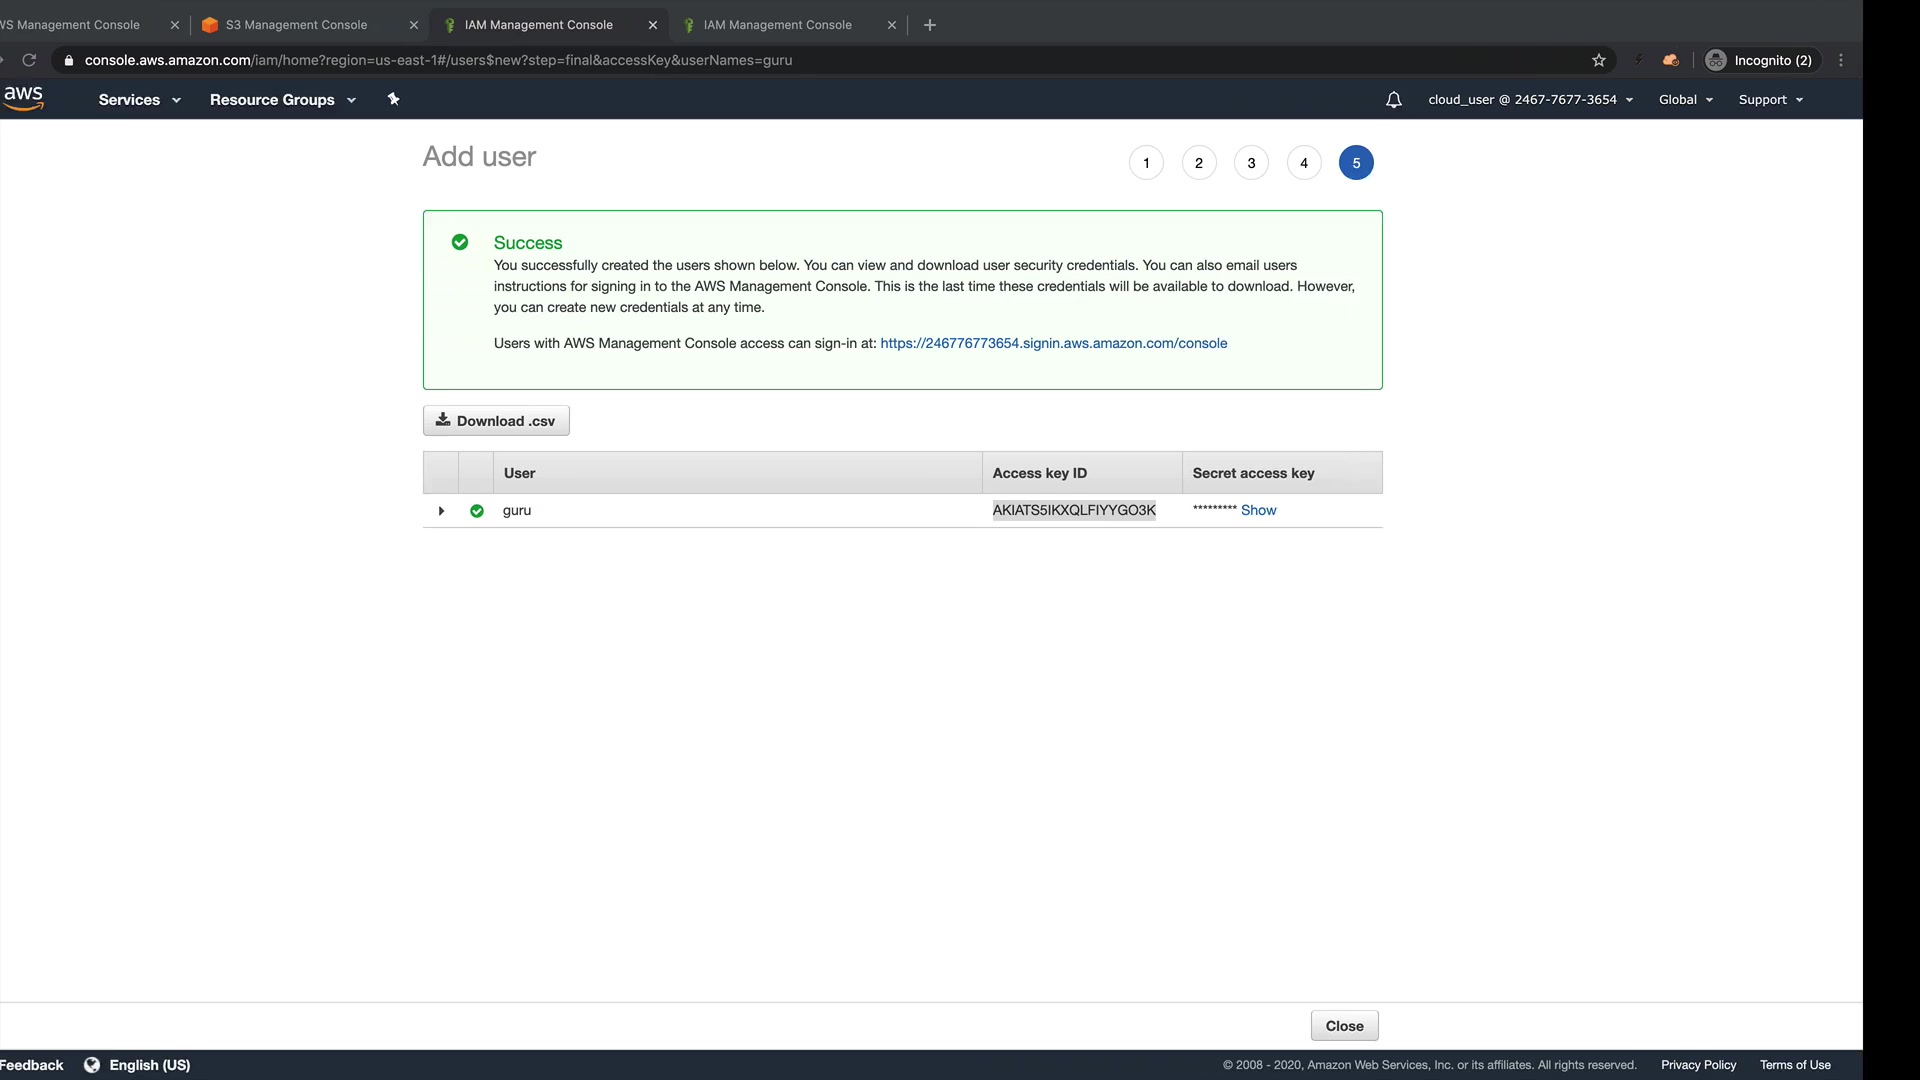 WS Management Console
S3 Management Console
IAM Management Console
IAM Management Console
console.aws.amazon.com/iam/home?region=us-east-1#/users$new?step=final&accessKey&userNames=guru
Incognito (2)
aws
Services
Resource Groups
cloud_user @ 2467-7677-3654
Global
Support
Add user
1 2 3 4 5
Success
You successfully created the users shown below. You can view and download user security credentials. You can also email users
instructions for signing in to the AWS Management Console. This is the last time these credentials will be available to download. However,
you can create new credentials at any time.
Users with AWS Management Console access can sign-in at: https://246776773654.signin.aws.amazon.com/console
Download .csv
User Access key ID Secret access key
guru AKIATS5IKXQLFIYYGO3K ********* Show
Close
Feedback
English (US)
© 2008 - 2020, Amazon Web Services, Inc. or its affiliates. All rights reserved.
Privacy Policy
Terms of Use